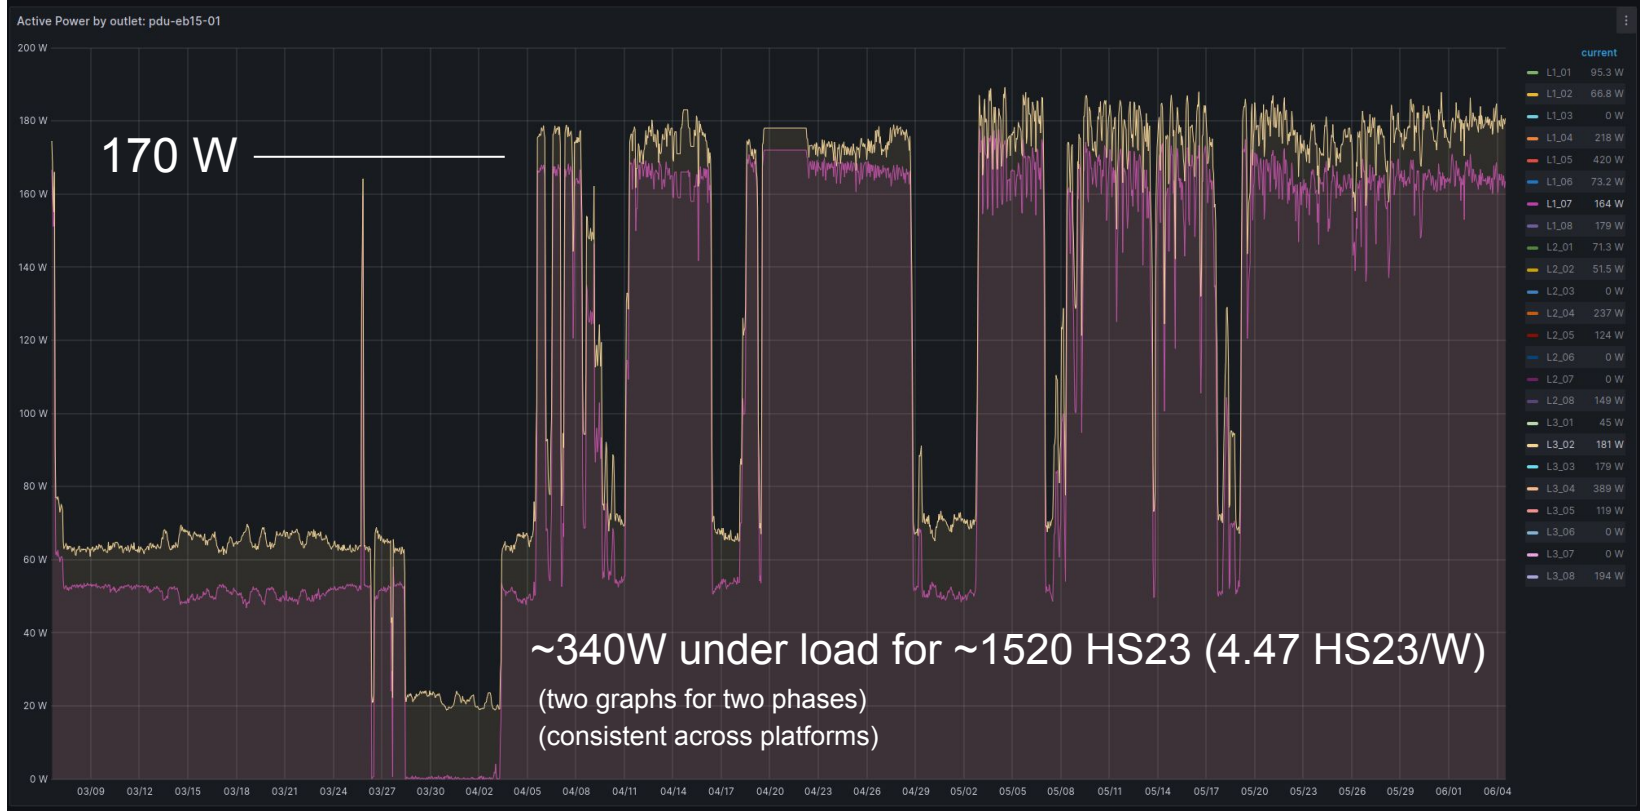 Active Power by outlet: pdu-eb15-01
200 W
180 W
160 W
140 W
120 W
100 W
80 W
60 W
40 W
20 W
0 W
170 W
~340W under load for ~1520 HS23 (4.47 HS23/W)
(two graphs for two phases)
(consistent across platforms)
03/09 03/12 03/15 03/18 03/21 03/24 03/27 03/30 04/02 04/05 04/08 04/11 04/14 04/17 04/20 04/23 04/26 04/29 05/02 05/05 05/08 05/11 05/14 05/17 05/20 05/23 05/26 05/29 06/01 06/04
current
L1_01 95.3 W
L1_02 66.8 W
L1_03 0 W
L1_04 218 W
L1_05 420 W
L1_06 73.2 W
L1_07 164 W
L1_08 179 W
L2_01 71.3 W
L2_02 51.5 W
L2_03 0 W
L2_04 237 W
L2_05 124 W
L2_06 0 W
L2_07 0 W
L2_08 149 W
L3_01 45 W
L3_02 181 W
L3_03 179 W
L3_04 389 W
L3_05 119 W
L3_06 0 W
L3_07 0 W
L3_08 194 W